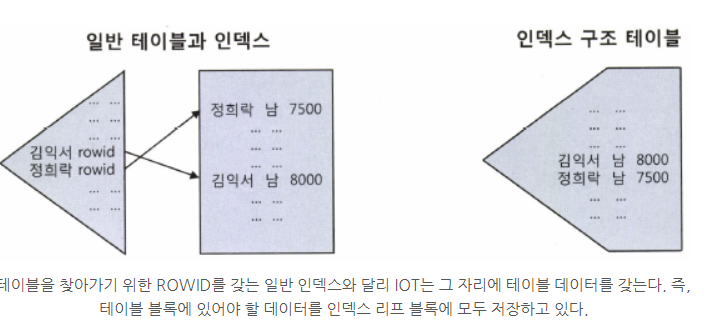 일반 테이블과 인덱스
인덱스 구조 테이블
... ...
... ...
... ...
김익서 rowid
정희락 rowid
... ...
... ...
정희락 남 7500
... ...
... ...
김익서 남 8000
... ...
... ...
... ...
... ...
... ...
김익서 남 8000
정희락 남 7500
... ...
... ...
테이블을 찾아가기 위한 ROWID를 갖는 일반 인덱스와 달리 IOT는 그 자리에 테이블 데이터를 갖는다. 즉,
테이블 블록에 있어야 할 데이터를 인덱스 리프 블록에 모두 저장하고 있다.